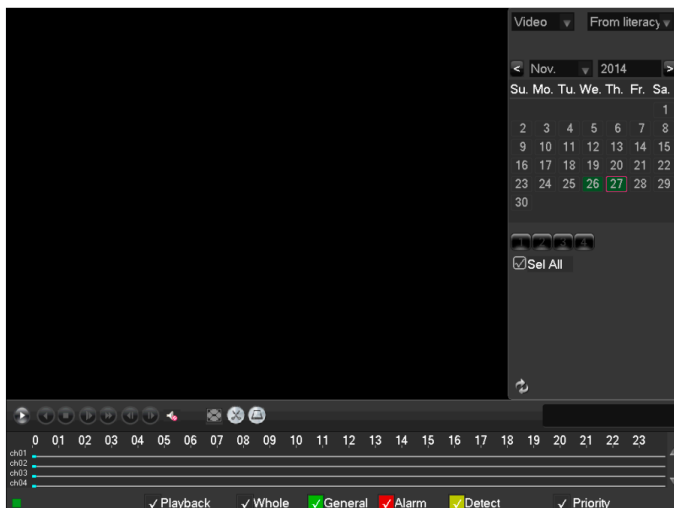 Video From literacy
< Nov. 2014 >
Su. Mo. Tu. We. Th. Fr. Sa.
1
2 3 4 5 6 7 8
9 10 11 12 13 14 15
16 17 18 19 20 21 22
23 24 25 26 27 28 29
30
1 2 3 4
Sel All
0 01 02 03 04 05 06 07 08 09 10 11 12 13 14 15 16 17 18 19 20 21 22 23
ch01
ch02
ch03
ch04
Playback Whole General Alarm Detect Priority